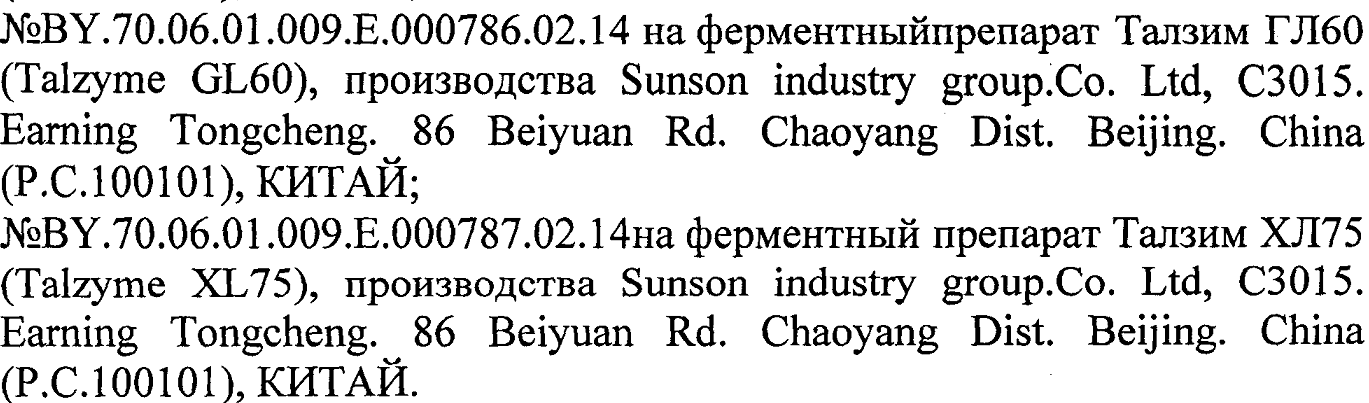 №BY.70.06.01.009.E.000786.02.14 на ферментныйпрепарат Талзим ГЛ60
(Talzyme GL60), производства Sunson industry group.Co. Ltd, C3015.
Earning Tongcheng. 86 Beiyuan Rd. Chaoyang Dist. Beijing. China
(P.C.100101), КИТАЙ;
№BY.70.06.01.009.E.000787.02.14на ферментный препарат Талзим ХЛ75
(Talzyme XL75), производства Sunson industry group.Co. Ltd, C3015.
Earning Tongcheng. 86 Beiyuan Rd. Chaoyang Dist. Beijing. China
(P.C.100101), КИТАЙ.